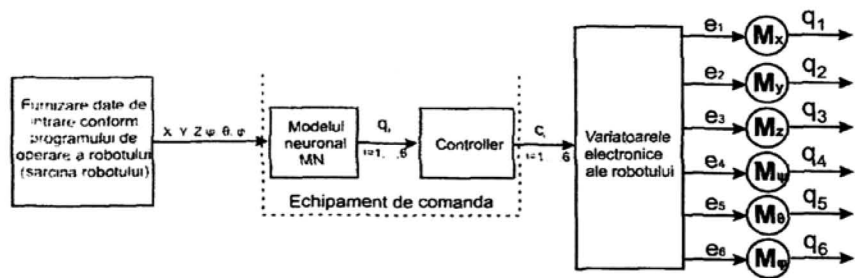 Furnizare date de
intrare conform
programului de
operare a robotului
(sarcina robotului)
X Y Z ψ, θ, φ
Modelul
neuronal
MN
qᵢ
i=1,...,6
Controller
Echipament de comanda
cᵢ
i=1,...,6
Variatoarele
electronice
ale robotului
e₁ Mx q₁
e₂ My q₂
e₃ Mz q₃
e₄ Mψ q₄
e₅ Mθ q₅
e₆ Mφ q₆